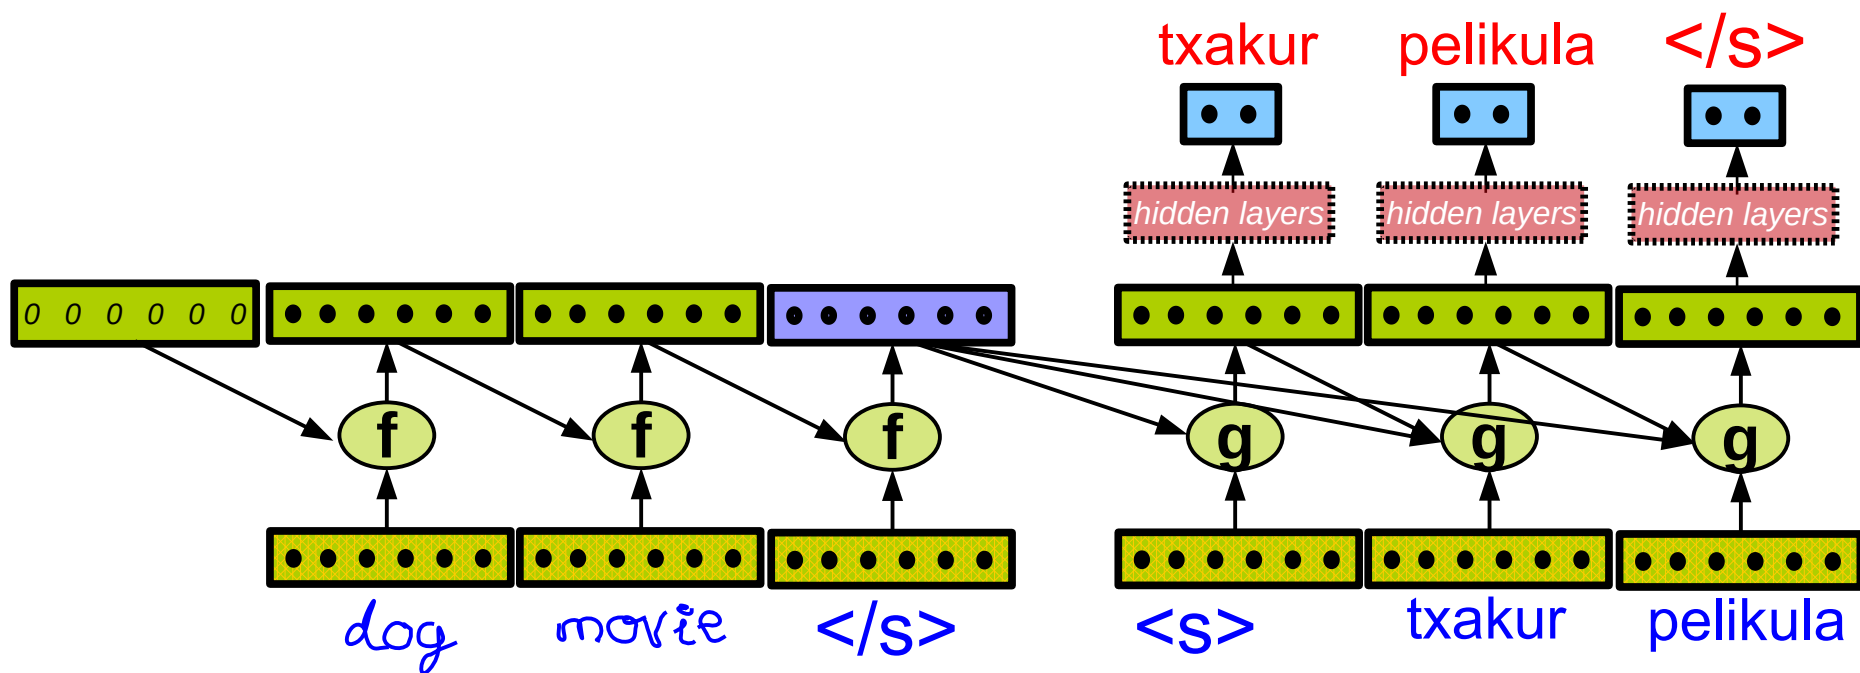 txakur pelikula </s>
hidden layers hidden layers hidden layers
0 0 0 0 0 0
f f f g g g
dog movie </s> <s> txakur pelikula